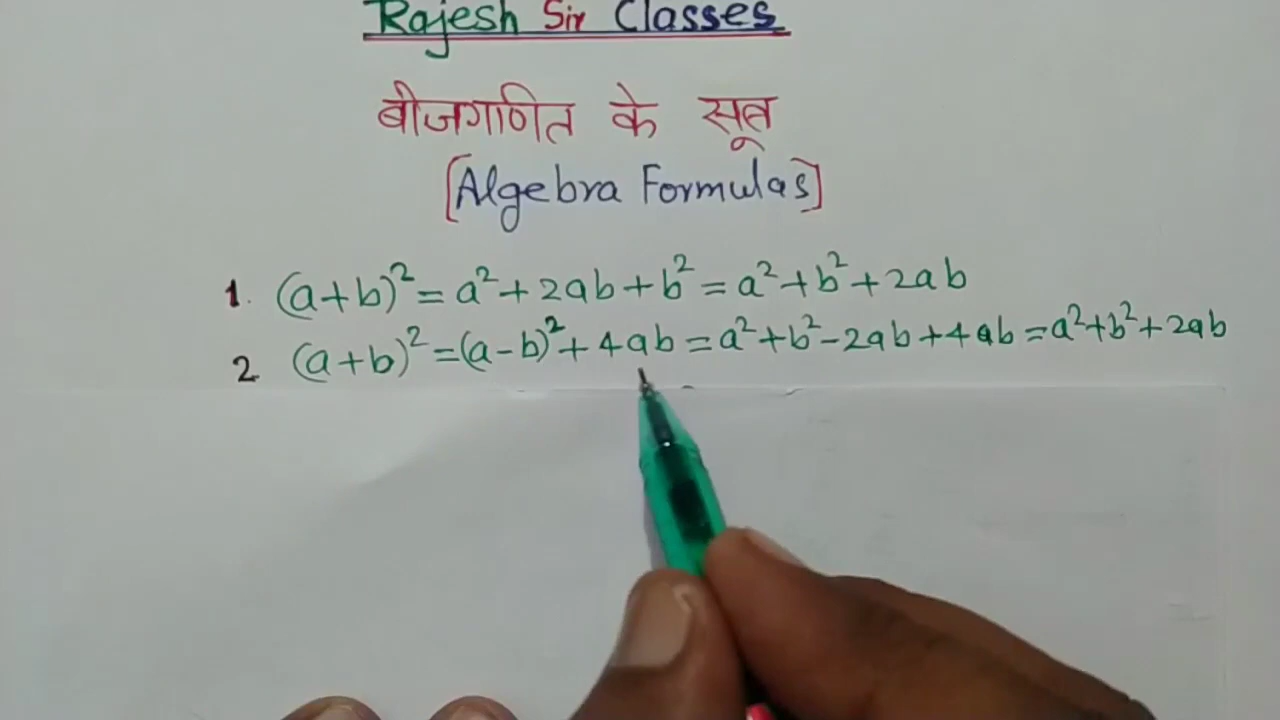 Rajesh Sir Classes
बीजगणित के सूत्र
[Algebra Formulas]
1. (a+b)² = a² + 2ab + b² = a² + b² + 2ab
2 (a+b)² = (a-b)² + 4ab = a² + b² - 2ab + 4ab = a² + b² + 2ab